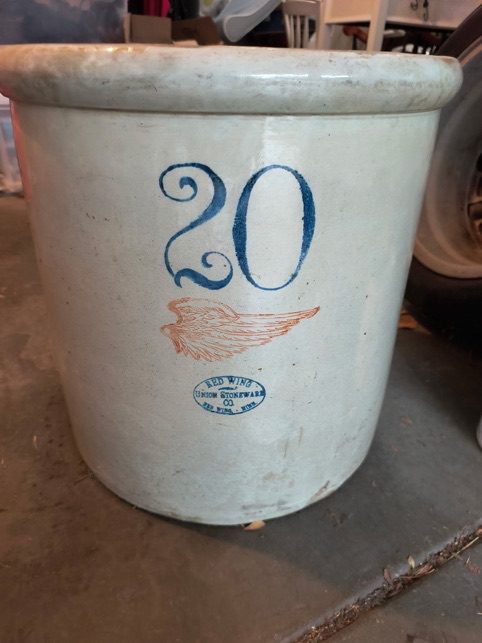 20
RED WING
UNION STONEWARE
CO.
RED WING, MINN.